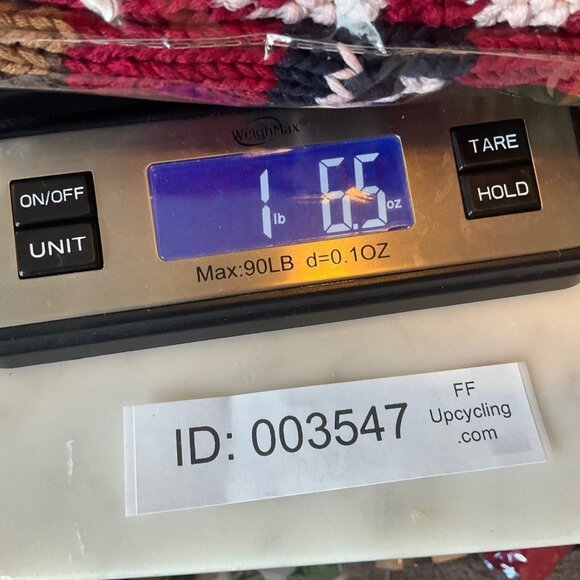 WeighMax®
ON/OFF
UNIT
1 lb 6.5 oz
TARE
HOLD
Max:90LB d=0.1OZ
ID: 003547
FF
Upcycling
.com